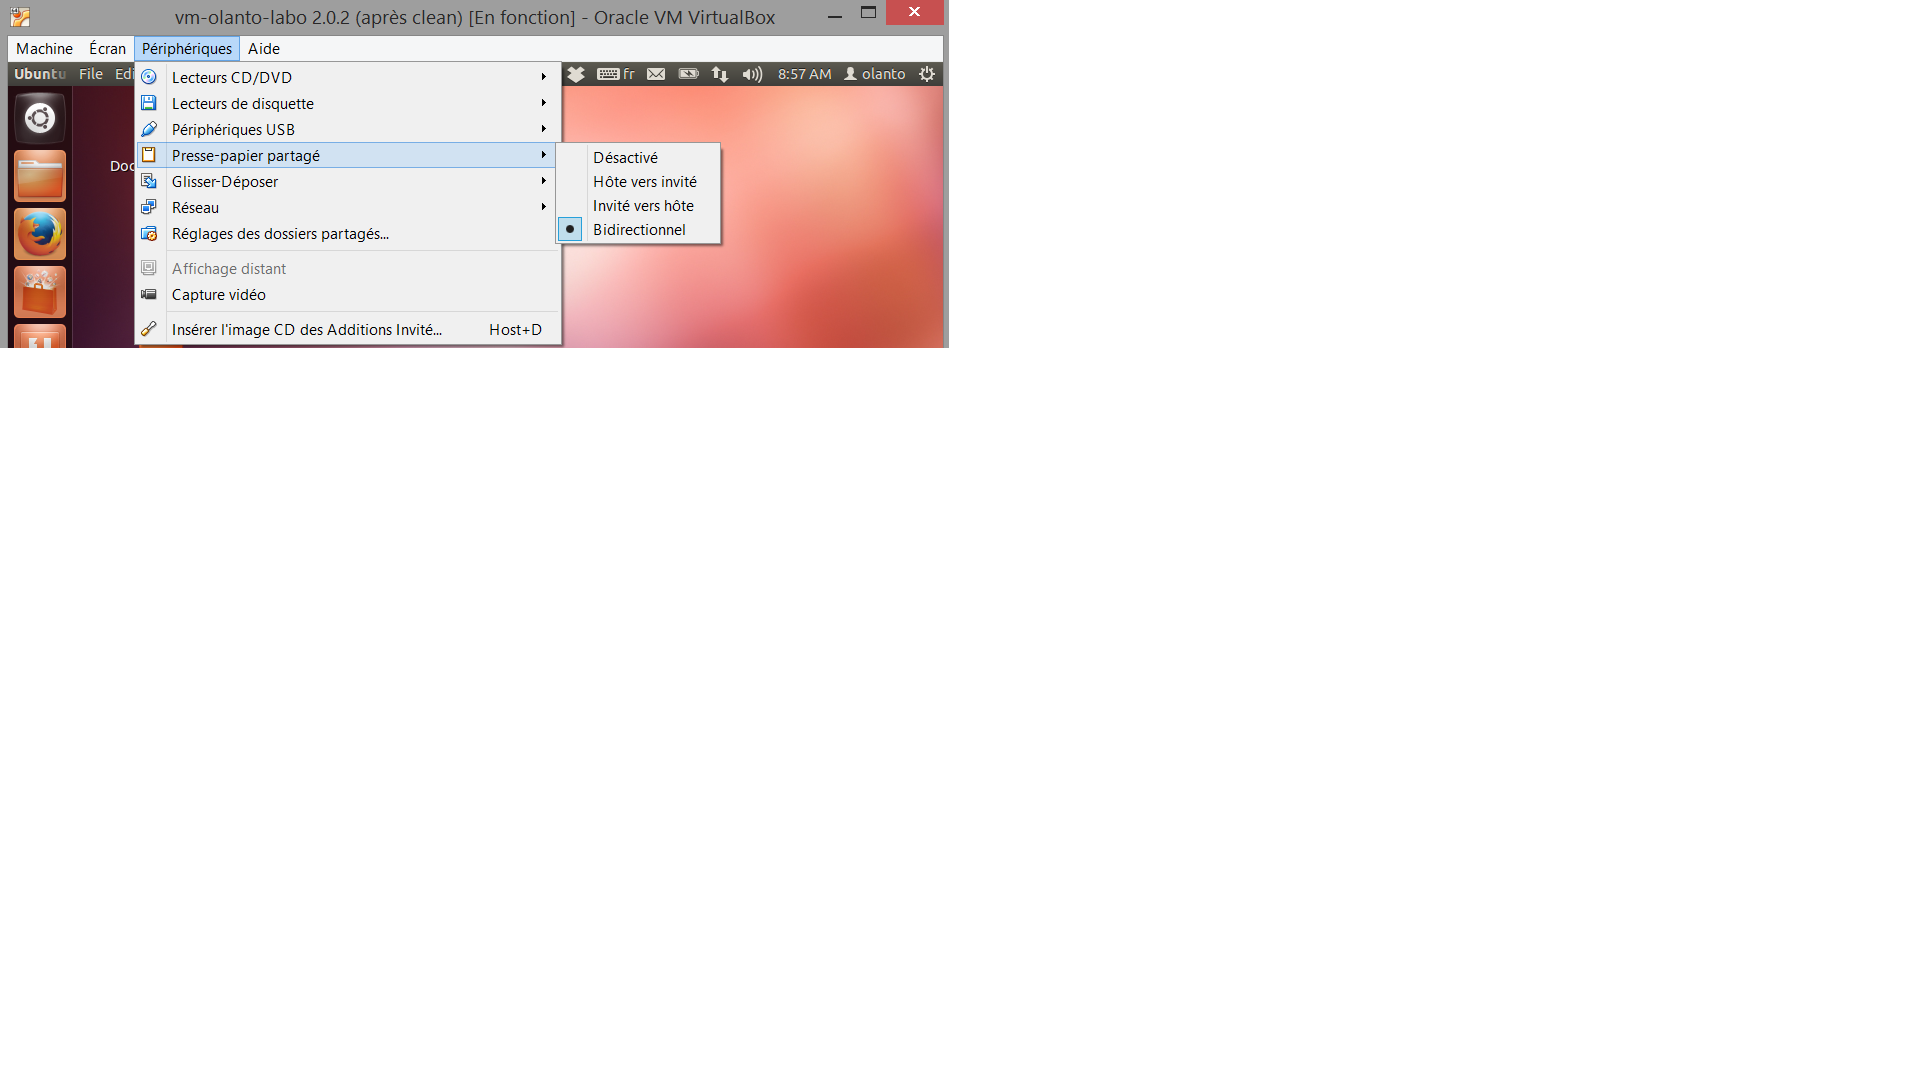 vm-olanto-labo 2.0.2 (après clean) [En fonction] - Oracle VM VirtualBox
Machine Écran Périphériques Aide
Ubuntu File Edi fr 8:57 AM olanto
Lecteurs CD/DVD
Lecteurs de disquette
Périphériques USB
Doc
Presse-papier partagé
Glisser-Déposer
Réseau
Réglages des dossiers partagés...
Affichage distant
Capture vidéo
Insérer l'image CD des Additions Invité... Host+D
Désactivé
Hôte vers invité
Invité vers hôte
Bidirectionnel